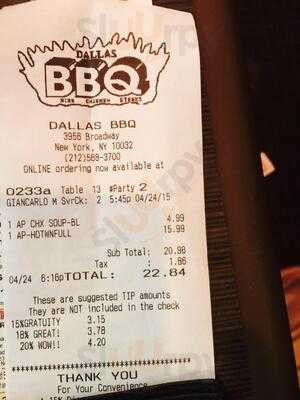 DALLAS
BBQ
RIBS CHICKEN STEAKS
DALLAS BBQ
3956 Broadway
New York, NY 10032
(212)568-3700
ONLINE ordering now available at
0233a Table 13 #Party 2
GIANCARLO M SvrCk: 2 5:45p 04/24/15
1 AP CHX SOUP-BL 4.99
1 AP-HOTWNFULL 15.99
Sub Total: 20.98
Tax : 1.86
04/24 8:16p TOTAL: 22.84
These are suggested TIP amounts
They are NOT included in the check
15%GRATUITY 3.15
18% GREAT! 3.78
20% WOW!! 4.20
****************************************
THANK YOU
For Your Convenience